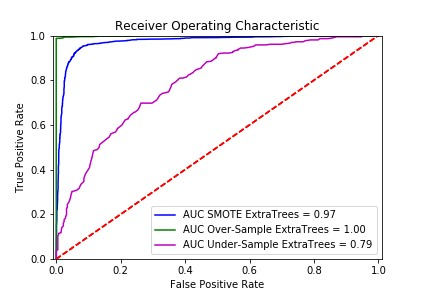 Receiver Operating Characteristic
1.0
0.8
0.6
0.4
0.2
0.0
True Positive Rate
AUC SMOTE ExtraTrees = 0.97
AUC Over-Sample ExtraTrees = 1.00
AUC Under-Sample ExtraTrees = 0.79
0.0 0.2 0.4 0.6 0.8 1.0
False Positive Rate